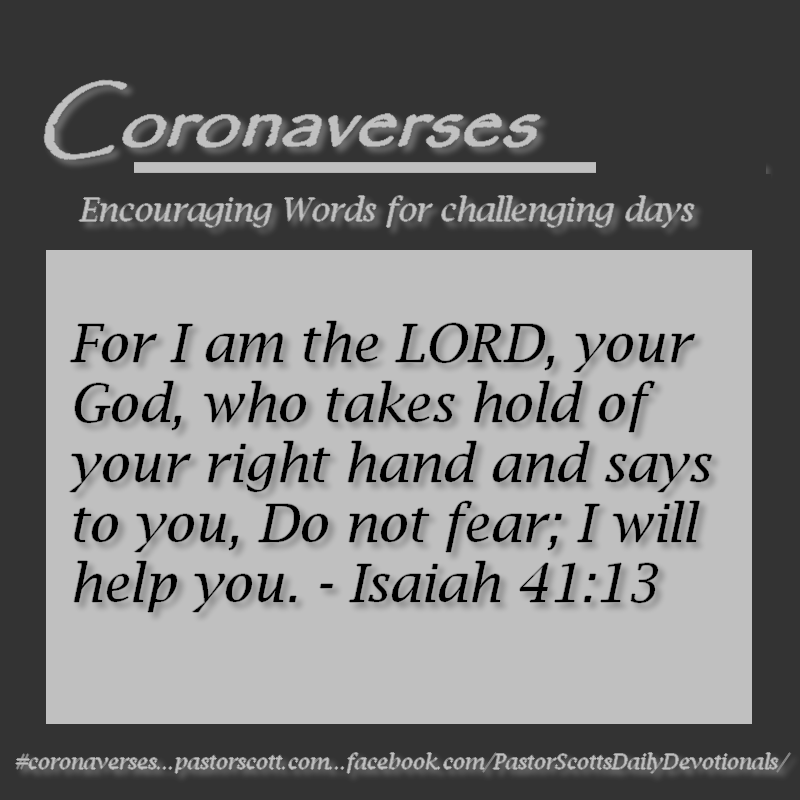 Coronaverses
Encouraging Words for challenging days
For I am the LORD, your
God, who takes hold of
your right hand and says
to you, Do not fear; I will
help you. - Isaiah 41:13
#coronaverses...pastorscott.com...facebook.com/PastorScottsDailyDevotionals/